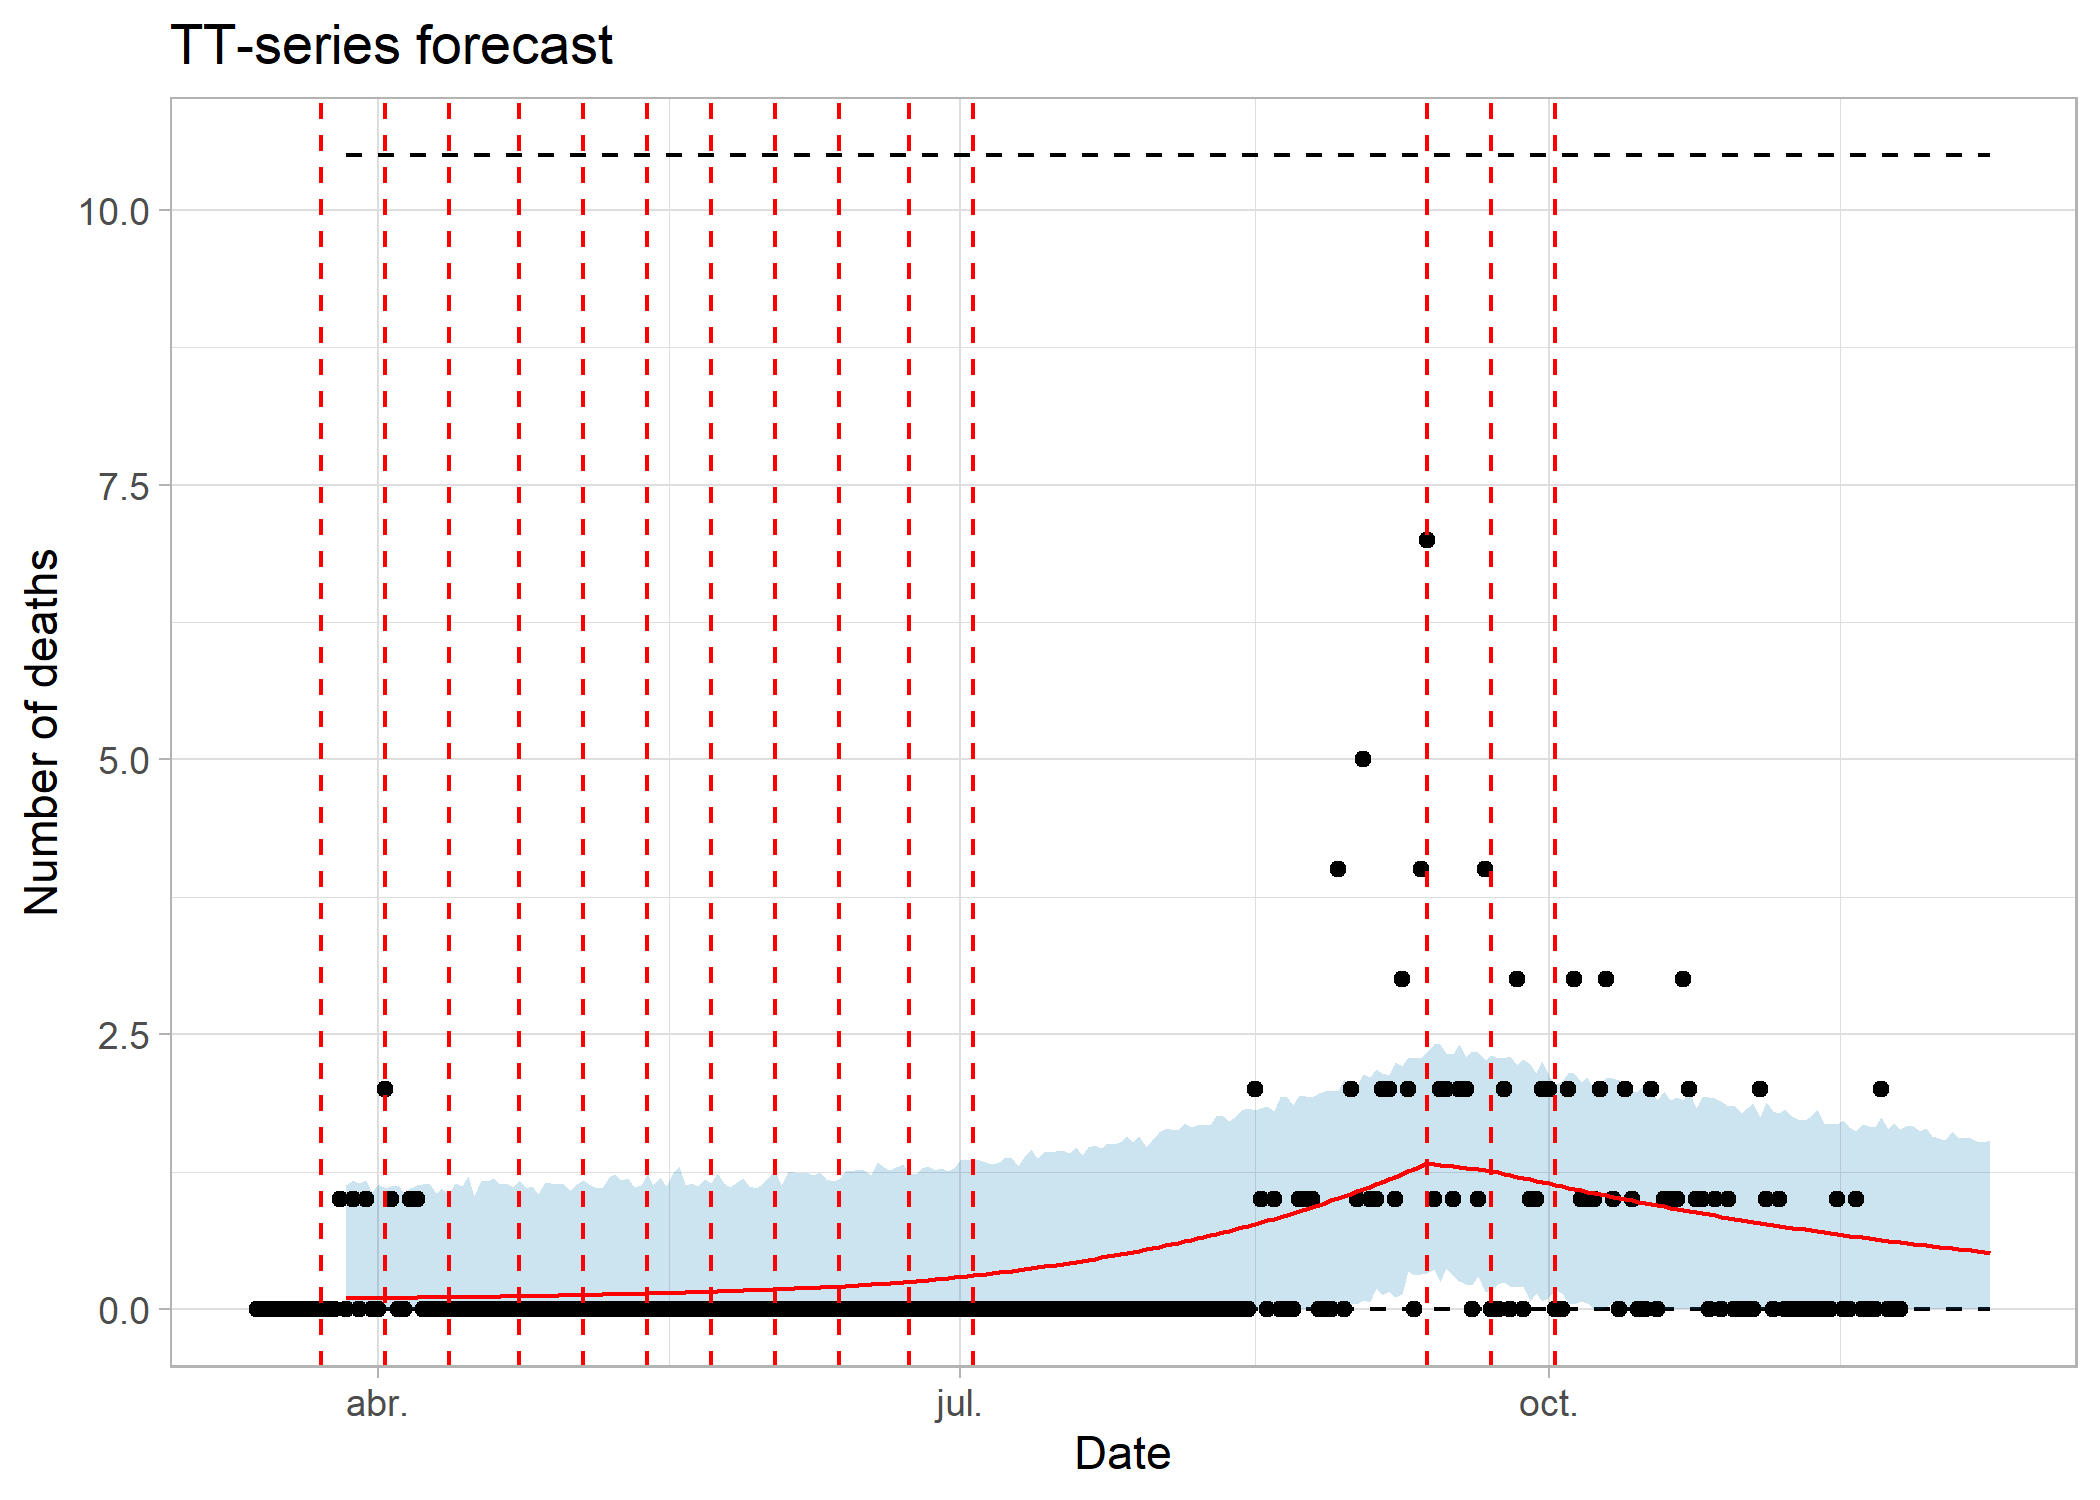 TT-series forecast
10.0
7.5
5.0
2.5
0.0
Number of deaths
abr.
jul.
oct.
Date